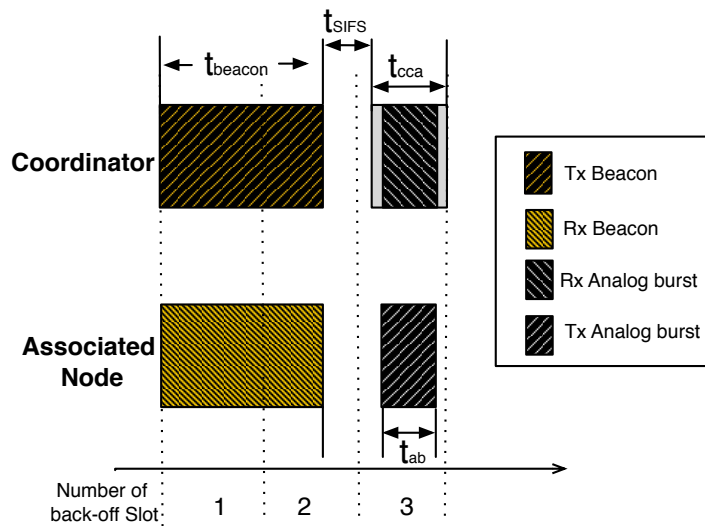 tSIFS
tbeacon
tcca
Coordinator
Tx Beacon
Rx Beacon
Rx Analog burst
Tx Analog burst
Associated
Node
tab
Number of
back-off Slot
1 2 3